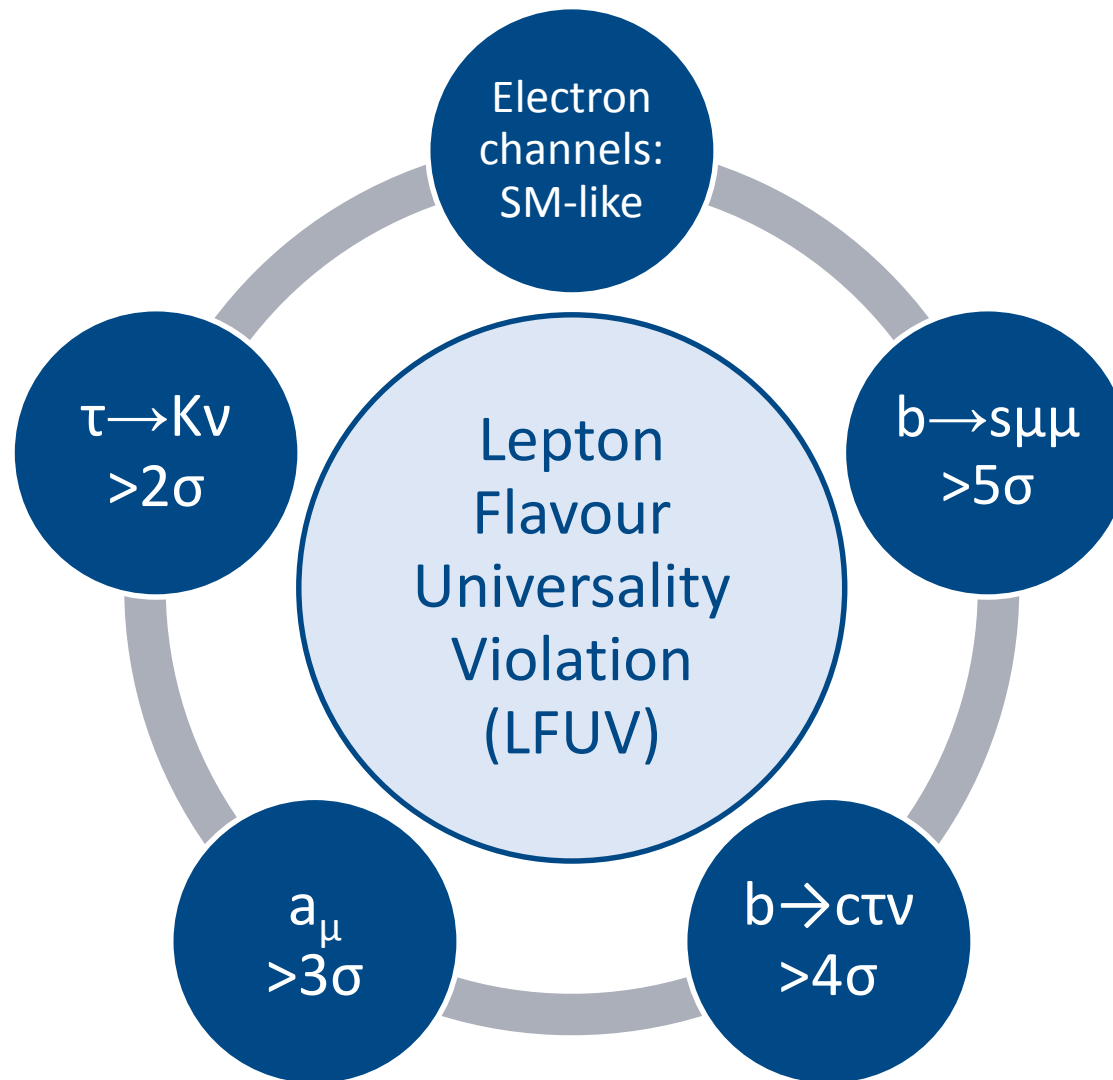 Electron
channels:
SM-like
τ→Kν
>2σ
b→sμμ
>5σ
Lepton
Flavour
Universality
Violation
(LFUV)
aμ
>3σ
b→cτν
>4σ